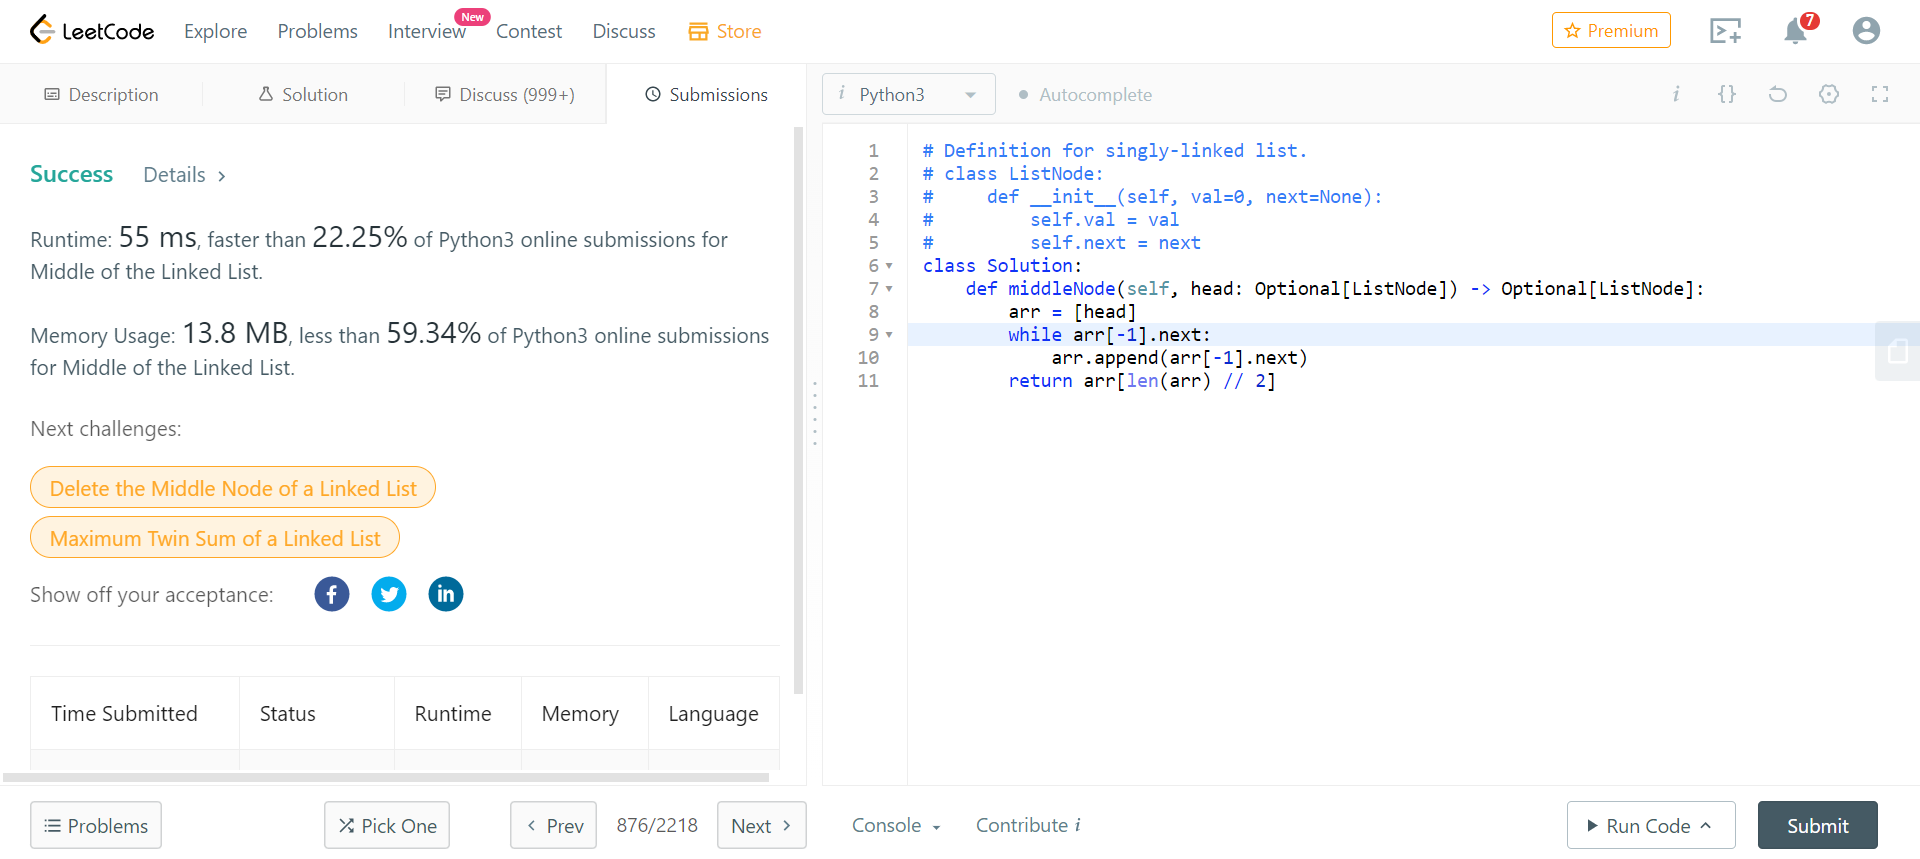 LeetCode Explore Problems Interview New Contest Discuss Store Premium 7
Description Solution Discuss (999+) Submissions
i Python3 Autocomplete i {}
Success Details >
Runtime: 55 ms, faster than 22.25% of Python3 online submissions for
Middle of the Linked List.
Memory Usage: 13.8 MB, less than 59.34% of Python3 online submissions
for Middle of the Linked List.
Next challenges:
Delete the Middle Node of a Linked List
Maximum Twin Sum of a Linked List
Show off your acceptance: f in
Time Submitted Status Runtime Memory Language
1 # Definition for singly-linked list.
2 # class ListNode:
3 #     def __init__(self, val=0, next=None):
4 #         self.val = val
5 #         self.next = next
6 class Solution:
7     def middleNode(self, head: Optional[ListNode]) -> Optional[ListNode]:
8         arr = [head]
9         while arr[-1].next:
10             arr.append(arr[-1].next)
11         return arr[len(arr) // 2]
Problems Pick One < Prev 876/2218 Next > Console Contribute i Run Code Submit